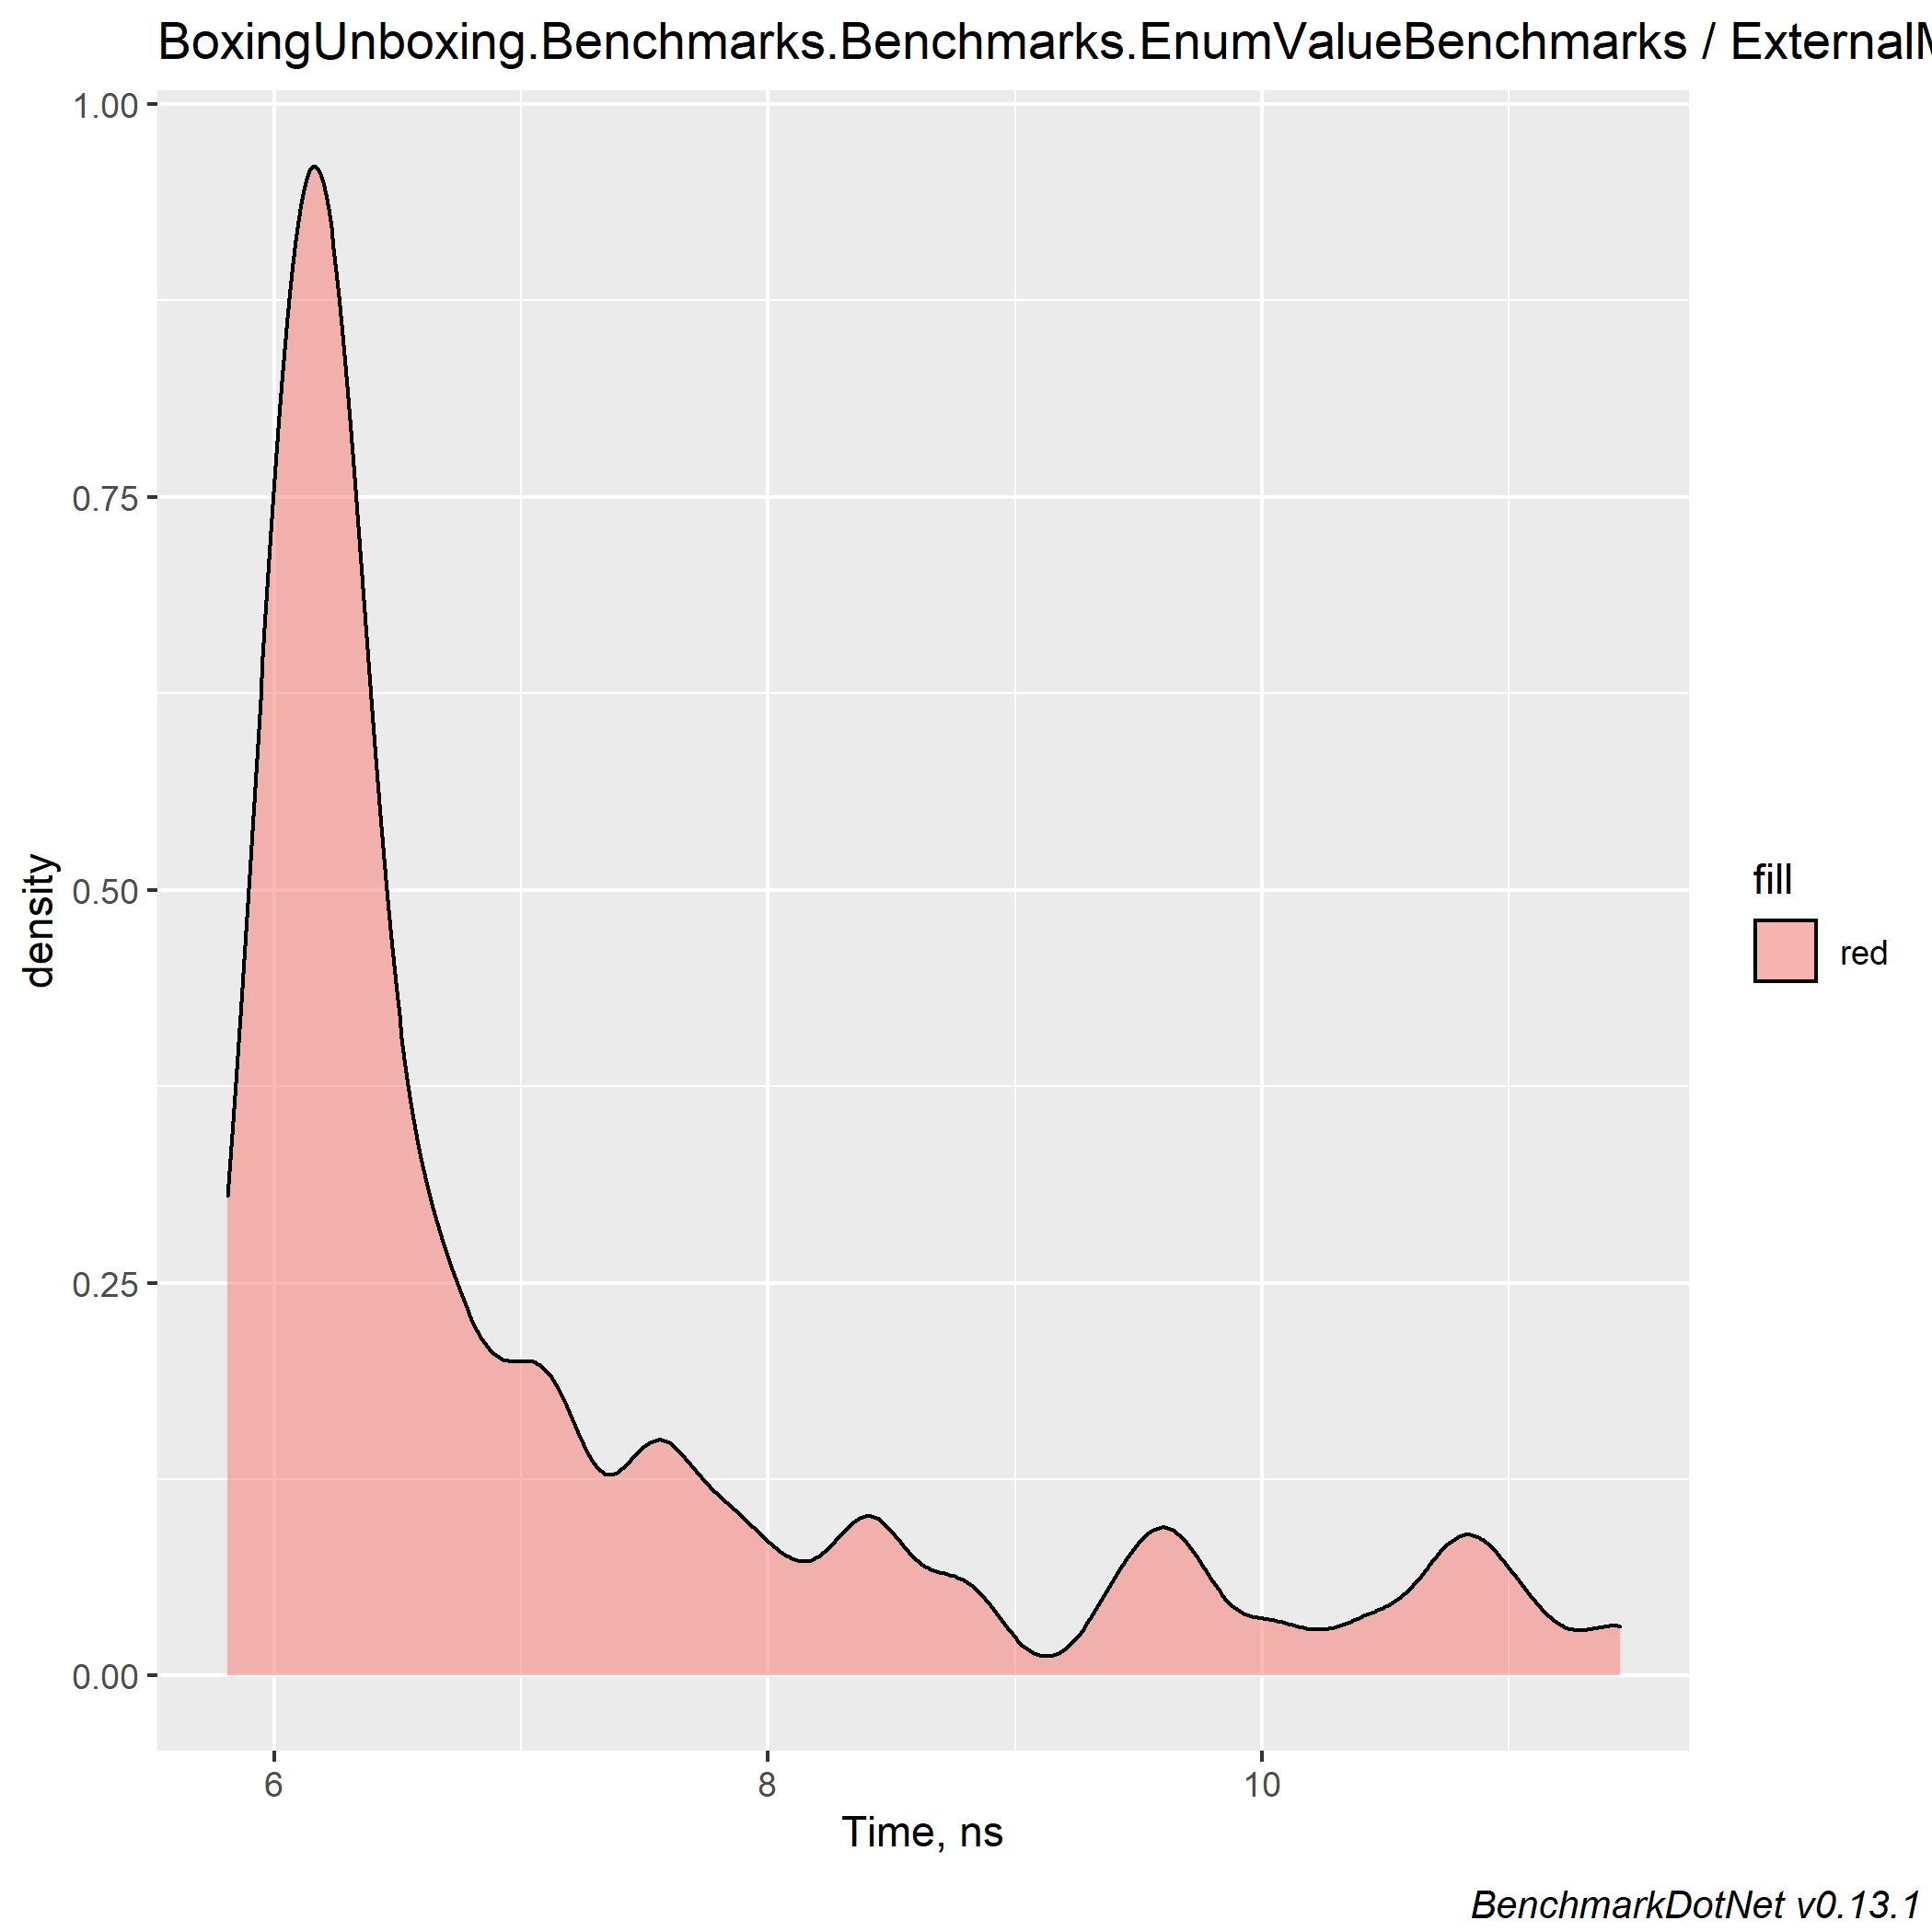 BoxingUnboxing.Benchmarks.Benchmarks.EnumValueBenchmarks /
1.00
0.75
0.50
0.25
0.00
density
6 8 10
Time, ns
fill
red
BenchmarkDotNet v0.13.1